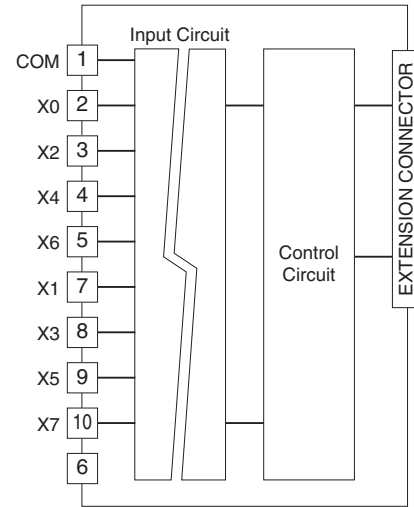 Input Circuit
COM 1
X0 2
X2 3
X4 4
X6 5
X1 7
X3 8
X5 9
X7 10
6
Control
Circuit
EXTENSION CONNECTOR